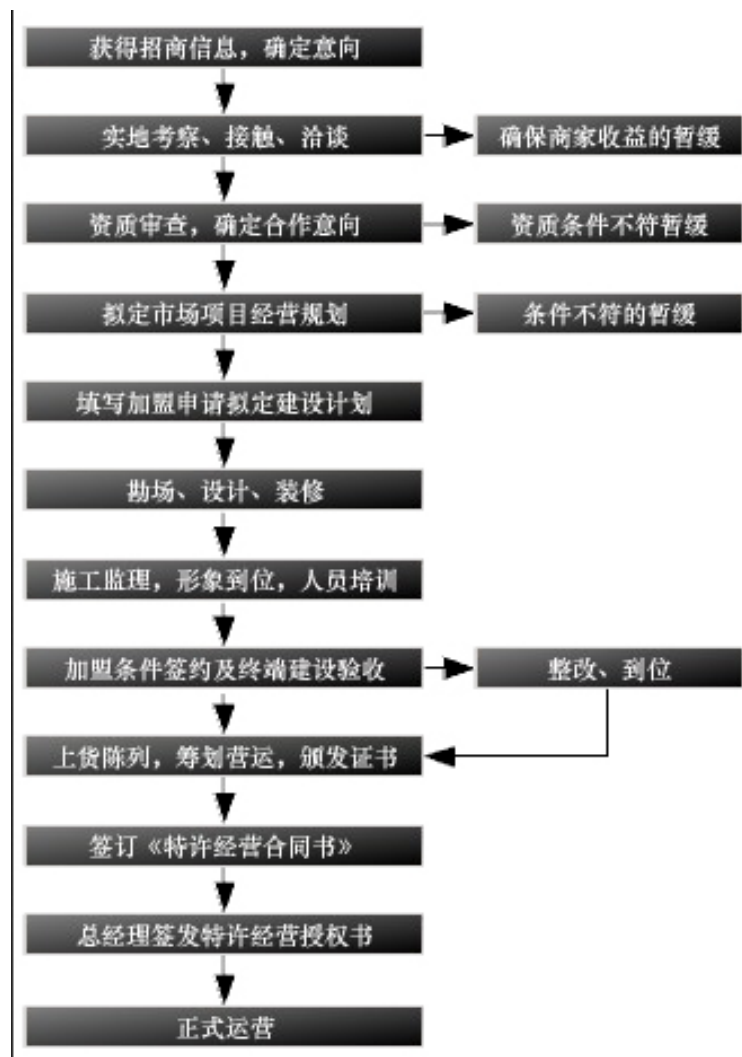 获得招商信息，确定意向
实地考察、接触、洽谈
确保商家收益的暂缓
资质审查，确定合作意向
资质条件不符暂缓
拟定市场项目经营规划
条件不符的暂缓
填写加盟申请拟定建设计划
勘场、设计、装修
施工监理，形象到位，人员培训
加盟条件签约及终端建设验收
整改、到位
上货陈列，筹划营运，颁发证书
签订《特许经营合同书》
总经理签发特许经营授权书
正式运营